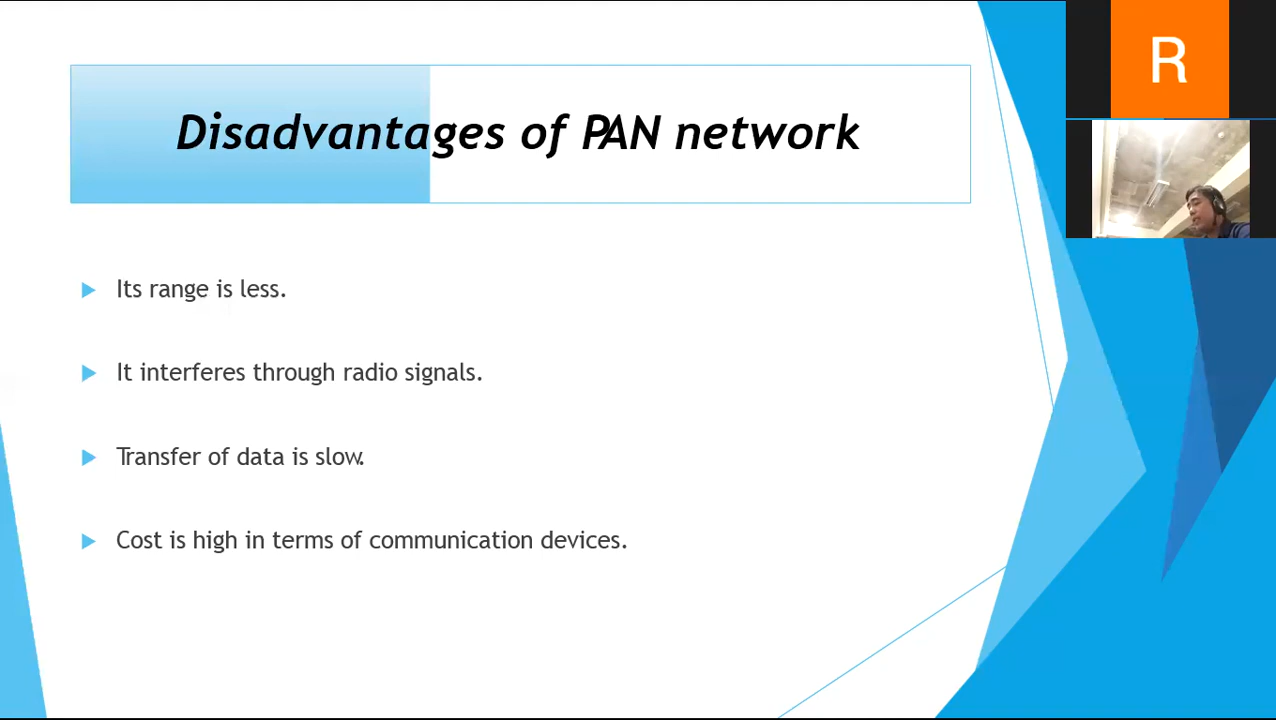 Disadvantages of PAN network
R
Its range is less.
It interferes through radio signals.
Transfer of data is slow.
Cost is high in terms of communication devices.